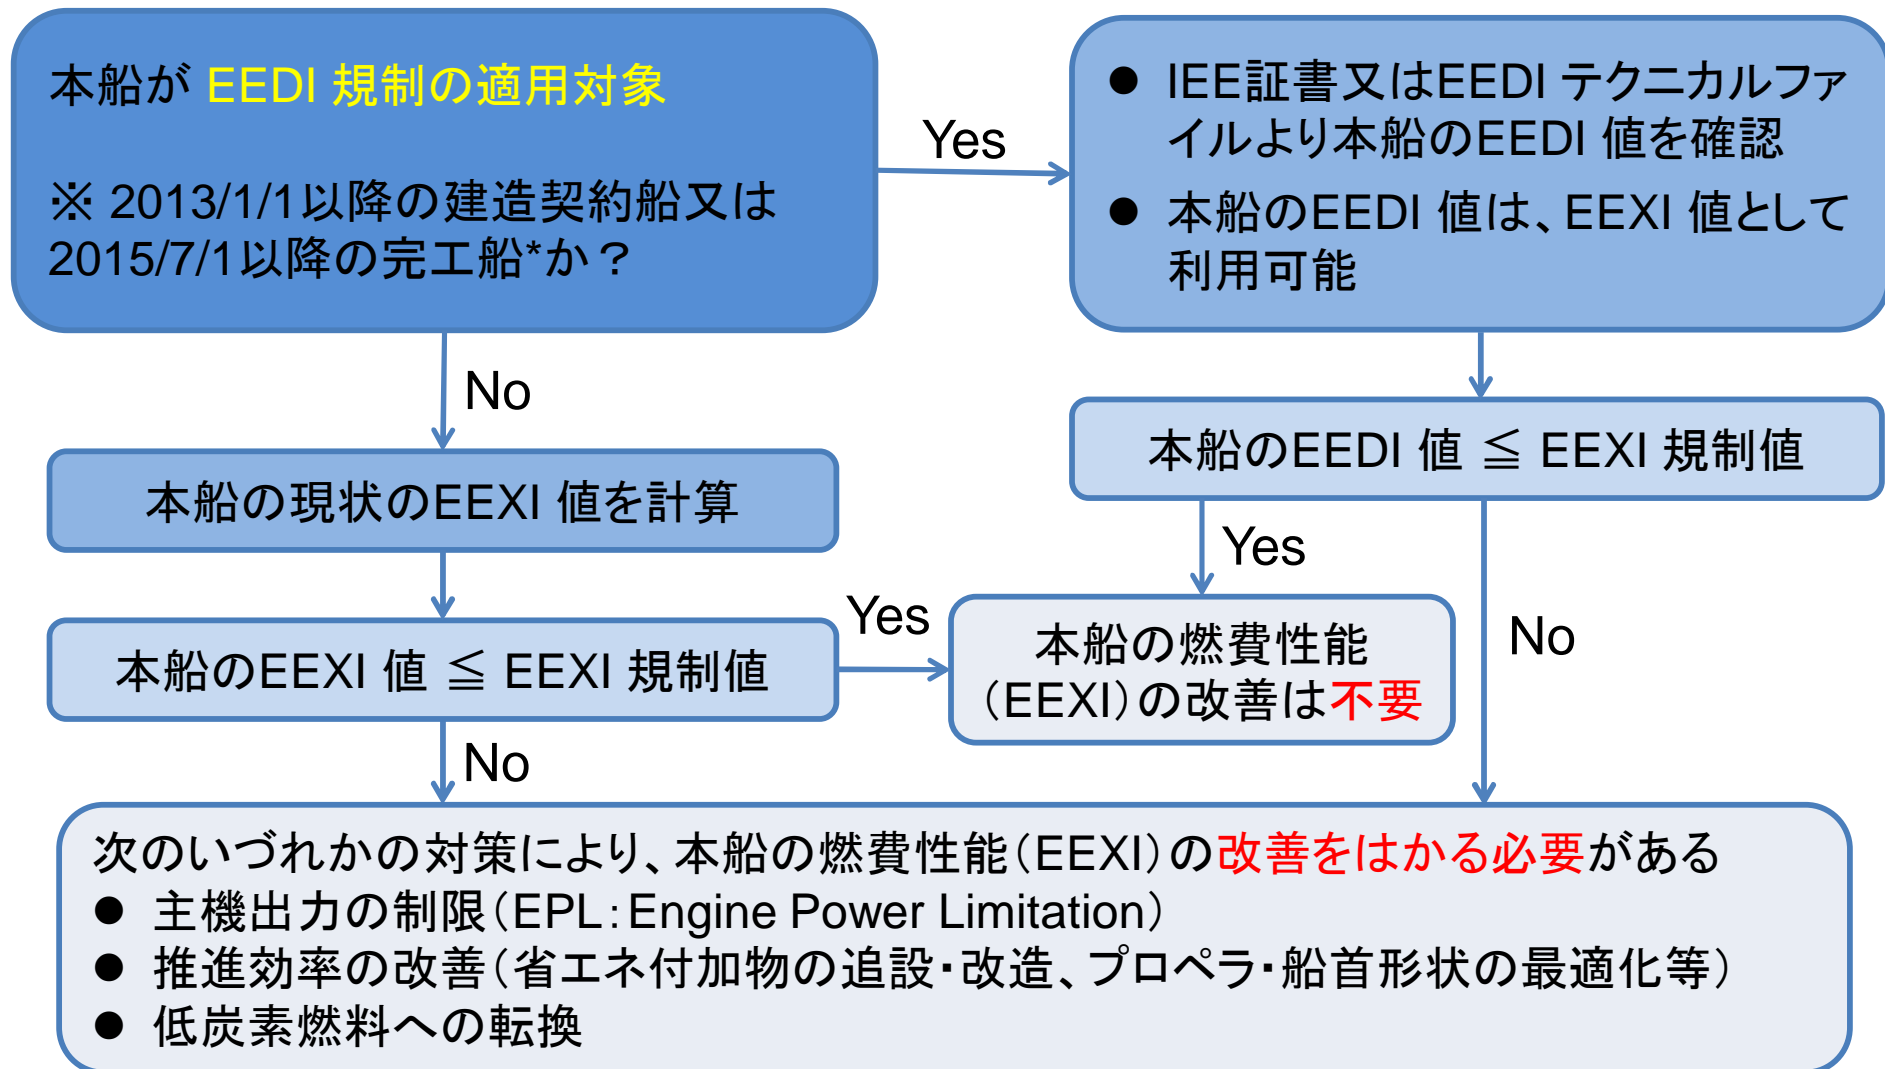 本船が EEDI 規制の適用対象
※ 2013/1/1以降の建造契約船又は
2015/7/1以降の完工船*か？
Yes
● IEE証書又はEEDI テクニカルファ
イルより本船のEEDI 値を確認
● 本船のEEDI 値は、EEXI 値として
利用可能
No
本船の現状のEEXI 値を計算
本船のEEDI 値 ≦ EEXI 規制値
Yes
No
本船のEEXI 値 ≦ EEXI 規制値
Yes
本船の燃費性能
（EEXI）の改善は不要
No
次のいづれかの対策により、本船の燃費性能（EEXI）の改善をはかる必要がある
● 主機出力の制限（EPL：Engine Power Limitation）
● 推進効率の改善（省エネ付加物の追設・改造、プロペラ・船首形状の最適化等）
● 低炭素燃料への転換